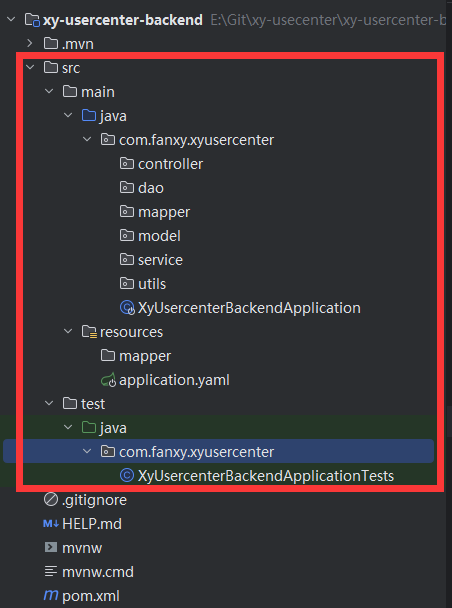 xy-usercenter-backend E:\Git\xy-usecenter\xy-usercenter-b
.mvn
src
main
java
com.fanxy.xyusercenter
controller
dao
mapper
model
service
utils
XyUsercenterBackendApplication
resources
mapper
application.yaml
test
java
com.fanxy.xyusercenter
XyUsercenterBackendApplicationTests
.gitignore
M↓ HELP.md
mvnw
mvnw.cmd
m pom.xml